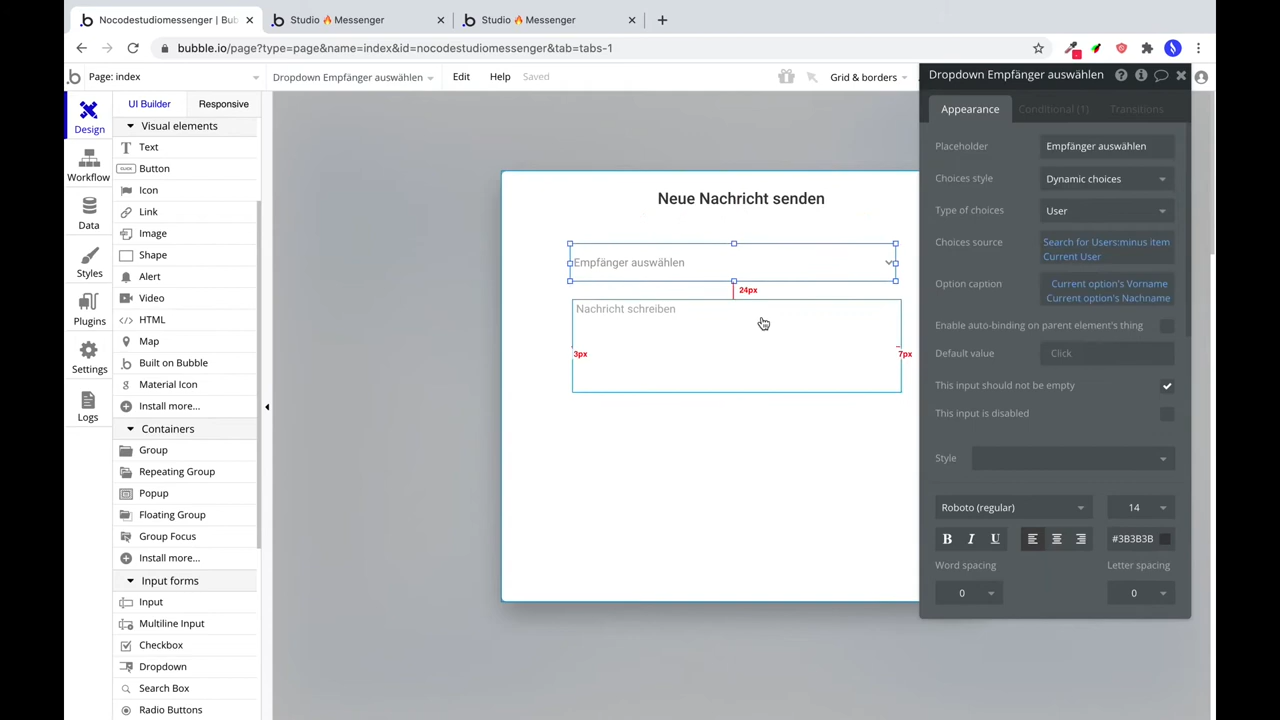 Nocodestudiomessenger | Bub
Studio 🔥 Messenger
Studio 🔥 Messenger
bubble.io/page?type=page&name=index&id=nocodestudiomessenger&tab=tabs-1
Page: index
Dropdown Empfänger auswählen
Edit
Help
Saved
Grid & borders
Design
Workflow
Data
Styles
Plugins
Settings
Logs
UI Builder
Responsive
Visual elements
Text
CLICK
Button
Icon
Link
Image
Shape
Alert
Video
HTML
Map
Built on Bubble
Material Icon
Install more...
Containers
Group
Repeating Group
Popup
Floating Group
Group Focus
Install more...
Input forms
Input
Multiline Input
Checkbox
Dropdown
Search Box
Radio Buttons
Neue Nachricht senden
Empfänger auswählen
24px
Nachricht schreiben
3px
7px
Dropdown Empfänger auswählen
Appearance
Conditional (1)
Transitions
Placeholder
Empfänger auswählen
Choices style
Dynamic choices
Type of choices
User
Choices source
Search for Users:minus item
Current User
Option caption
Current option's Vorname
Current option's Nachname
Enable auto-binding on parent element's thing
Default value
Click
This input should not be empty
This input is disabled
Style
Roboto (regular)
14
B
I
U
#3B3B3B
Word spacing
Letter spacing
0
0